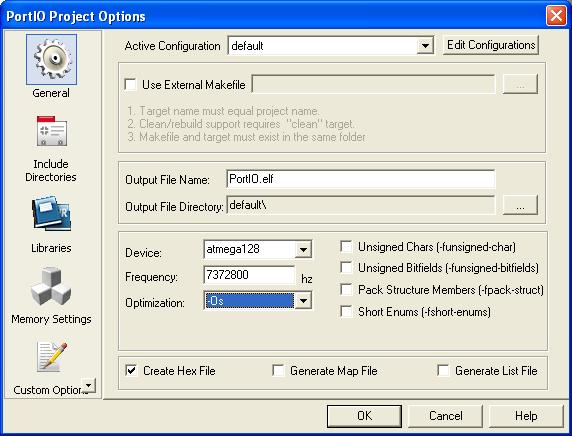 PortIO Project Options
General
Include
Directories
Libraries
Memory Settings
Custom Options
Active Configuration default Edit Configurations
Use External Makefile ...
1. Target name must equal project name.
2. Clean/rebuild support requires "clean" target.
3. Makefile and target must exist in the same folder
Output File Name: PortIO.elf
Output File Directory: default\ ...
Device: atmega128
Frequency: 7372800 hz
Optimization: -Os
Unsigned Chars (-funsigned-char)
Unsigned Bitfields (-funsigned-bitfields)
Pack Structure Members (-fpack-struct)
Short Enums (-fshort-enums)
Create Hex File Generate Map File Generate List File
OK Cancel Help